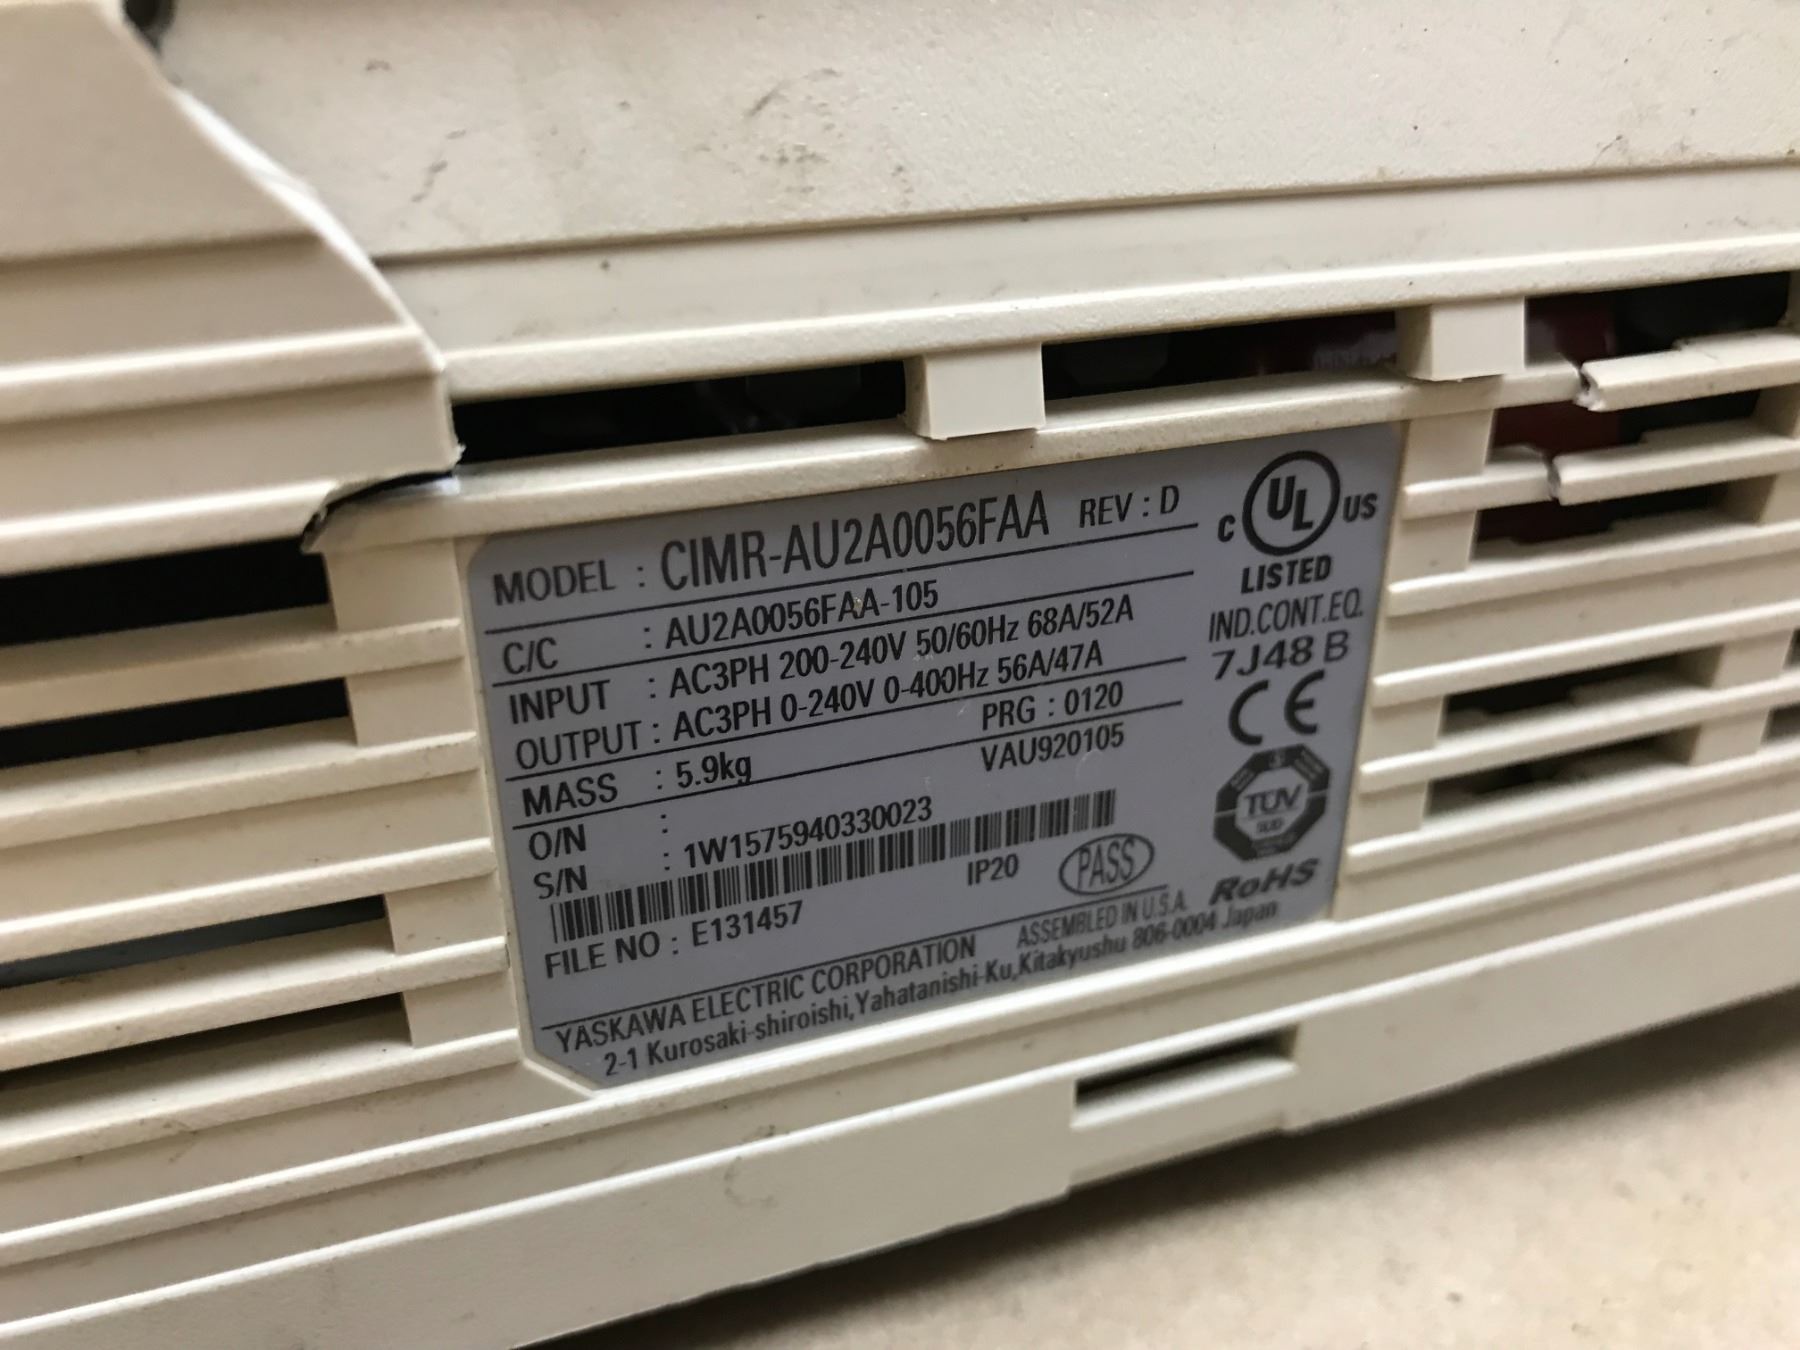 MODEL : CIMR-AU2A0056FAA REV : D
C/C : AU2A0056FAA-105
INPUT : AC3PH 200-240V 50/60Hz 68A/52A
OUTPUT : AC3PH 0-240V 0-400Hz 56A/47A
MASS : 5.9kg PRG : 0120
O/N : VAU920105
S/N : 1W1575940330023
FILE NO : E131457 IP20 PASS
YASKAWA ELECTRIC CORPORATION ASSEMBLED IN U.S.A.
2-1 Kurosaki-shiroishi, Yahatanishi-Ku, Kitakyushu 806-0004 Japan
C UL US
LISTED
IND.CONT.EQ.
7J48 B
CE
TÜV
SÜD
RoHS